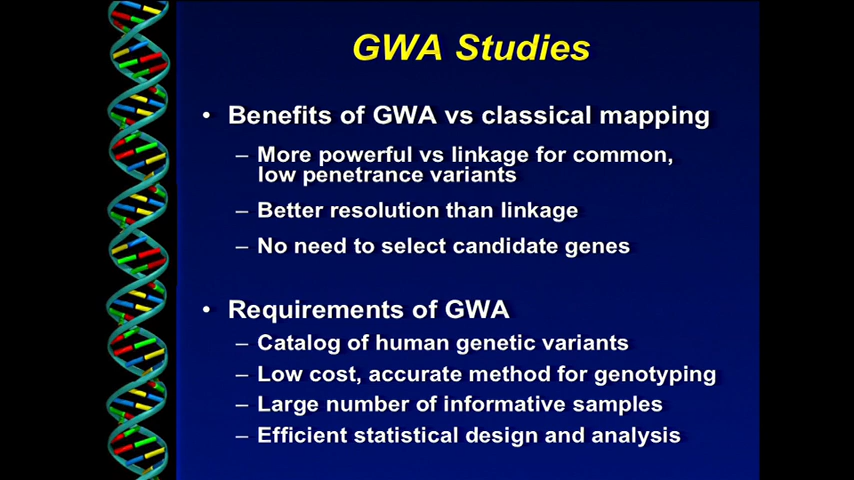 GWA Studies
• Benefits of GWA vs classical mapping
– More powerful vs linkage for common,
low penetrance variants
– Better resolution than linkage
– No need to select candidate genes
• Requirements of GWA
– Catalog of human genetic variants
– Low cost, accurate method for genotyping
– Large number of informative samples
– Efficient statistical design and analysis